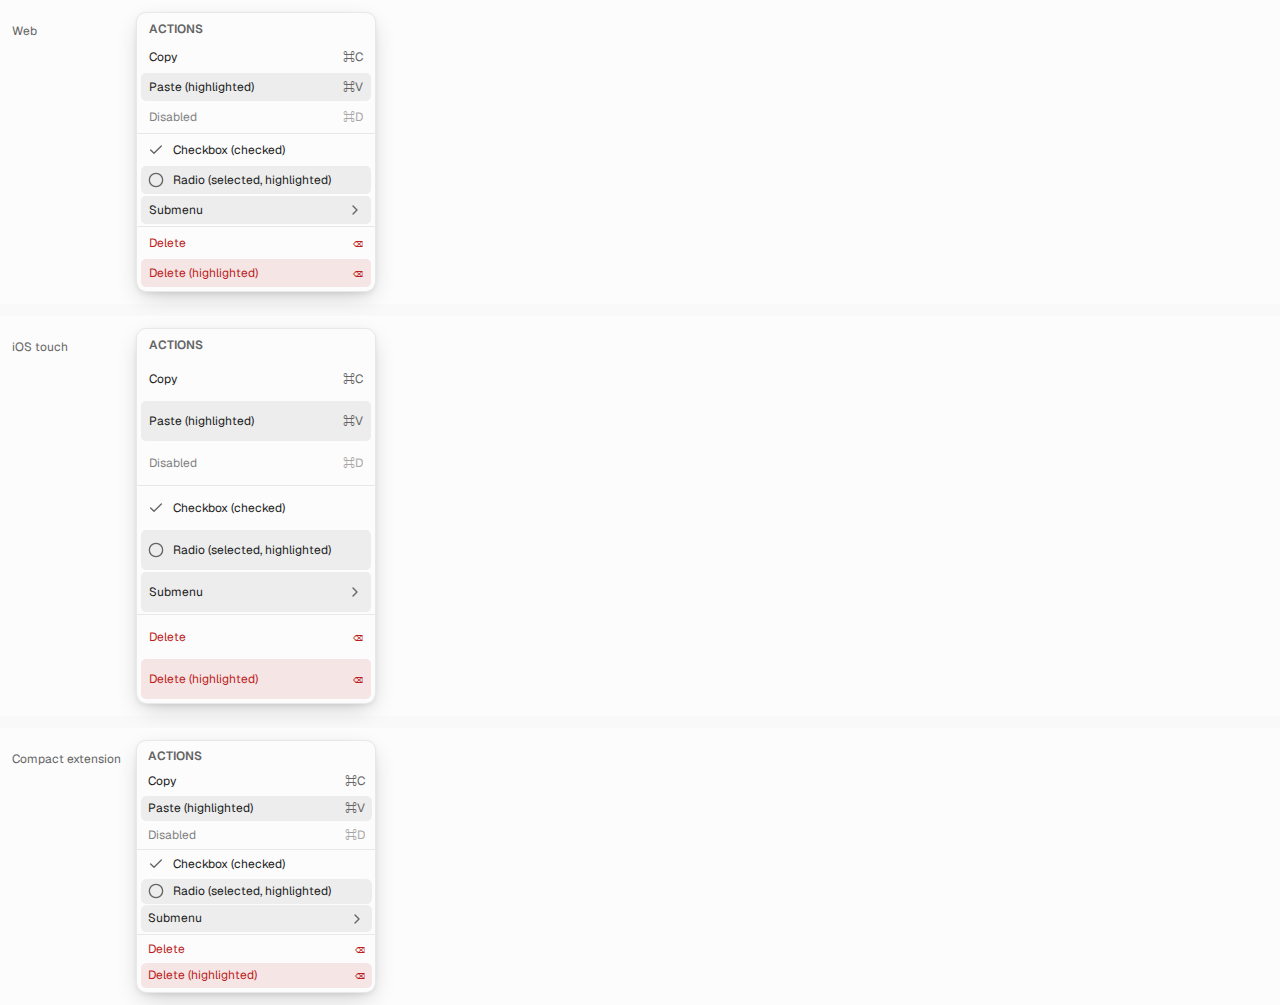 Web
ACTIONS
Copy ⌘C
Paste (highlighted) ⌘V
Disabled ⌘D
Checkbox (checked)
Radio (selected, highlighted)
Submenu
Delete ⌫
Delete (highlighted) ⌫
iOS touch
ACTIONS
Copy ⌘C
Paste (highlighted) ⌘V
Disabled ⌘D
Checkbox (checked)
Radio (selected, highlighted)
Submenu
Delete ⌫
Delete (highlighted) ⌫
Compact extension
ACTIONS
Copy ⌘C
Paste (highlighted) ⌘V
Disabled ⌘D
Checkbox (checked)
Radio (selected, highlighted)
Submenu
Delete ⌫
Delete (highlighted) ⌫